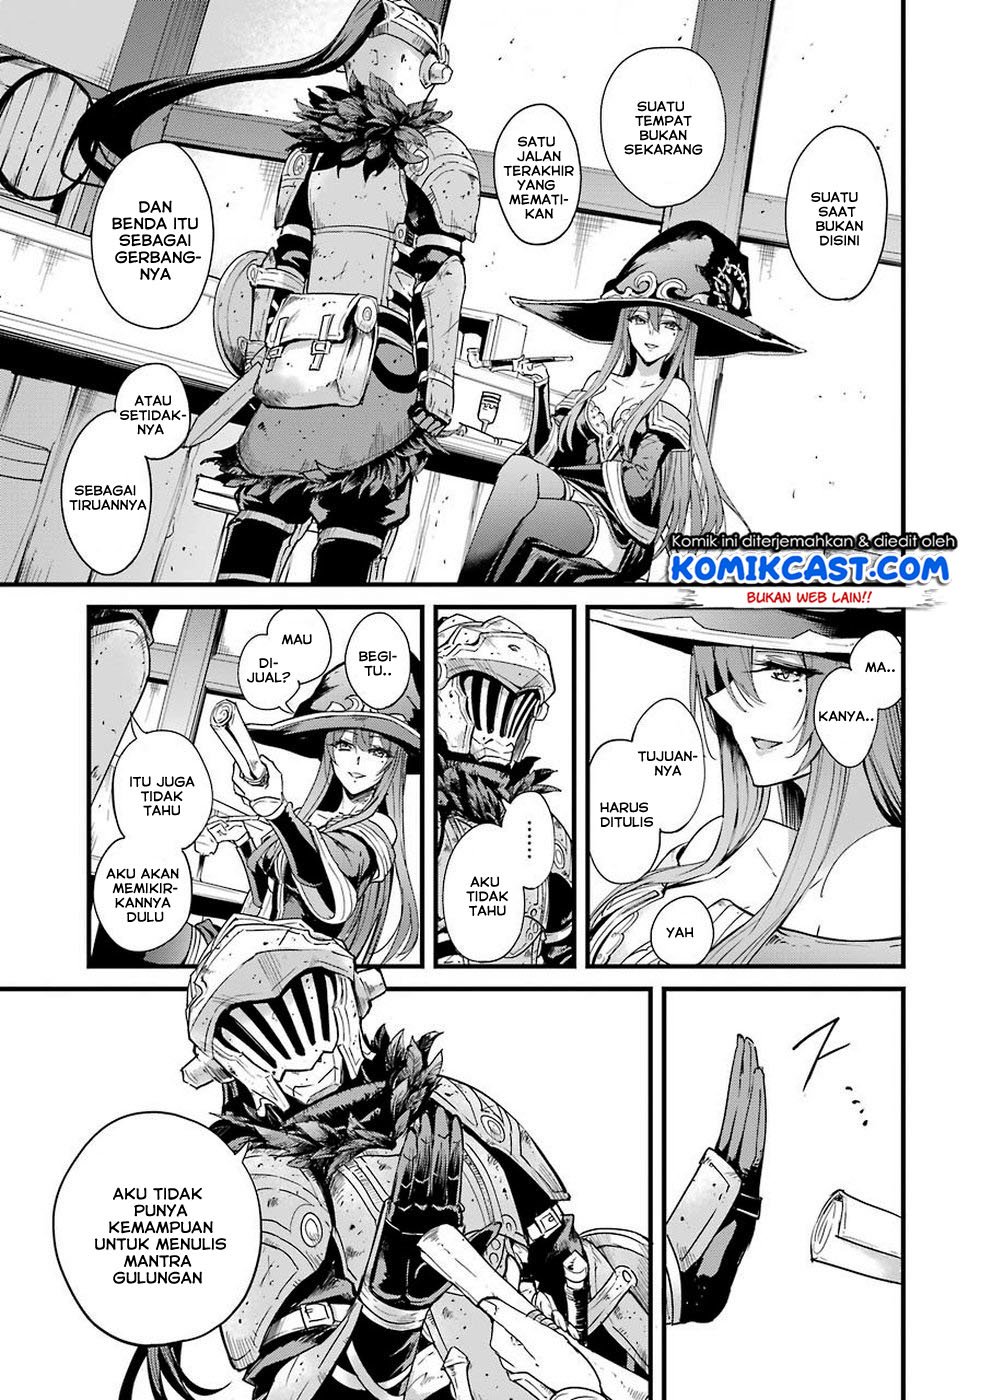 SUATU
SAAT
BUKAN
DISINI
SUATU
TEMPAT
BUKAN
SEKARANG
SATU
JALAN
TERAKHIR
YANG
MEMATI-
KAN
DAN
BENDA ITU
SEBAGAI
GERBANG-
NYA
ATAU
SETIDAK-
NYA
SEBAGAI
TIRUANNYA
Komik ini diterjemahkan & diedit oleh
KOMIKCAST.COM
BUKAN WEB LAIN!!
MA..
KANYA..
TUJUAN-
NYA
HARUS
DITULIS
YAH
........
AKU
TIDAK
TAHU
BEGI-
TU..
MAU
DI-
JUAL?
ITU JUGA
TIDAK
TAHU
AKU AKAN
MEMIKIR-
KANNYA
DULU
AKU TIDAK
PUNYA
KEMAMPUAN
UNTUK MENULIS
MANTRA
GULUNGAN